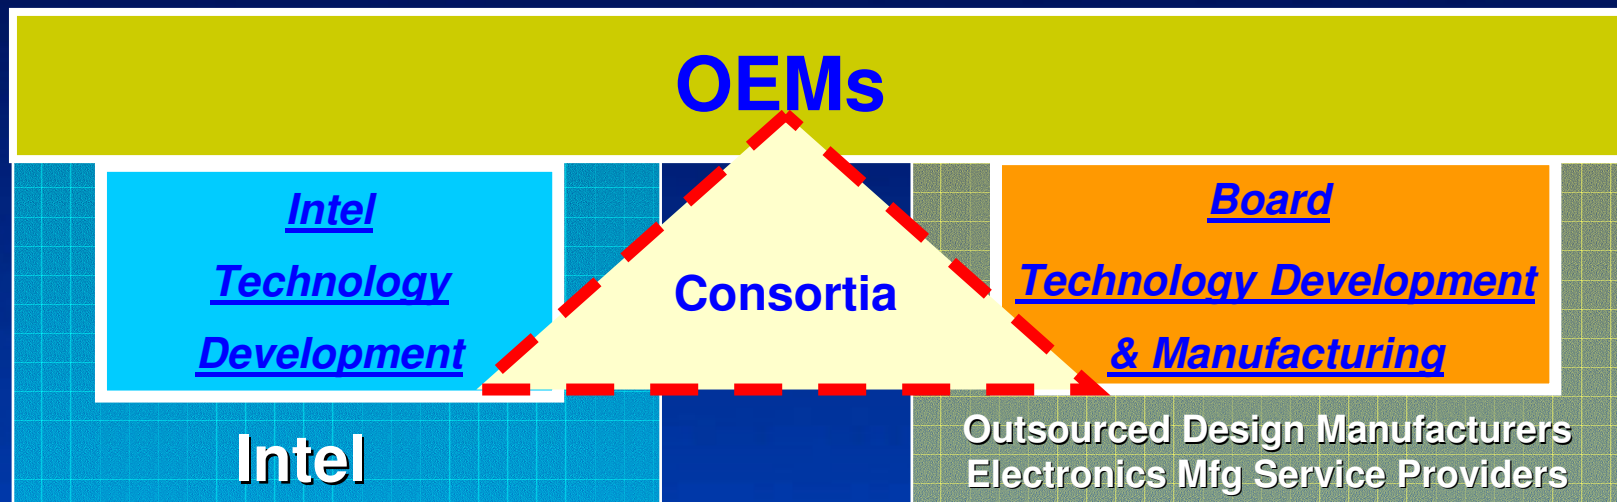 OEMs
Intel
Technology
Development
Consortia
Board
Technology Development
& Manufacturing
Intel
Outsourced Design Manufacturers
Electronics Mfg Service Providers